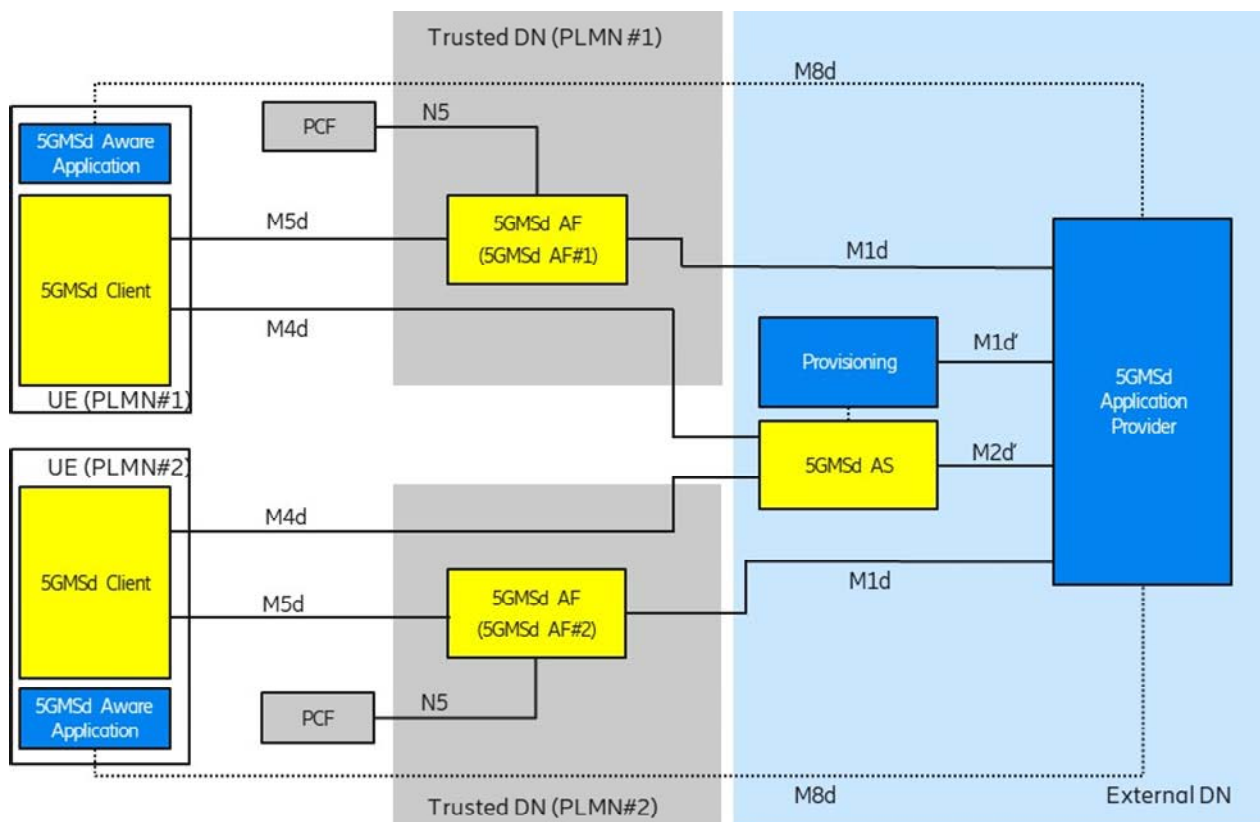 Trusted DN (PLMN #1)
M8d
5GMSd Aware
Application
PCF
N5
M5d
5GMSd AF
(5GMSd AF#1)
M1d
5GMSd Client
M4d
UE (PLMN#1)
Provisioning
M1d'
5GMSd
Application
Provider
UE (PLMN#2)
5GMSd AS
M2d'
M4d
5GMSd Client
M5d
5GMSd AF
(5GMSd AF#2)
M1d
5GMSd Aware
Application
PCF
N5
M8d
External DN
Trusted DN (PLMN#2)